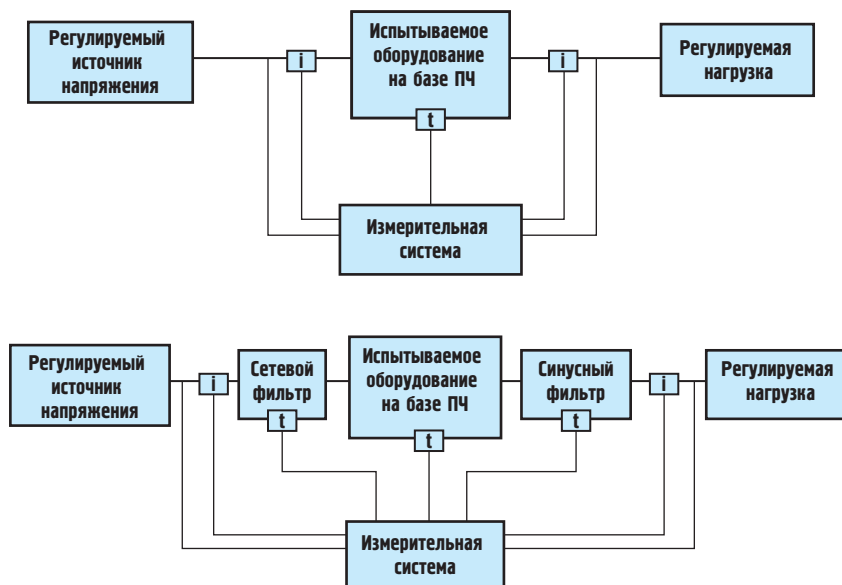 Регулируемый
источник
напряжения
i
Испытываемое
оборудование
на базе ПЧ
t
i
Регулируемая
нагрузка
Измерительная
система
Регулируемый
источник
напряжения
i
Сетевой
фильтр
t
Испытываемое
оборудование
на базе ПЧ
t
Синусный
фильтр
t
i
Регулируемая
нагрузка
Измерительная
система